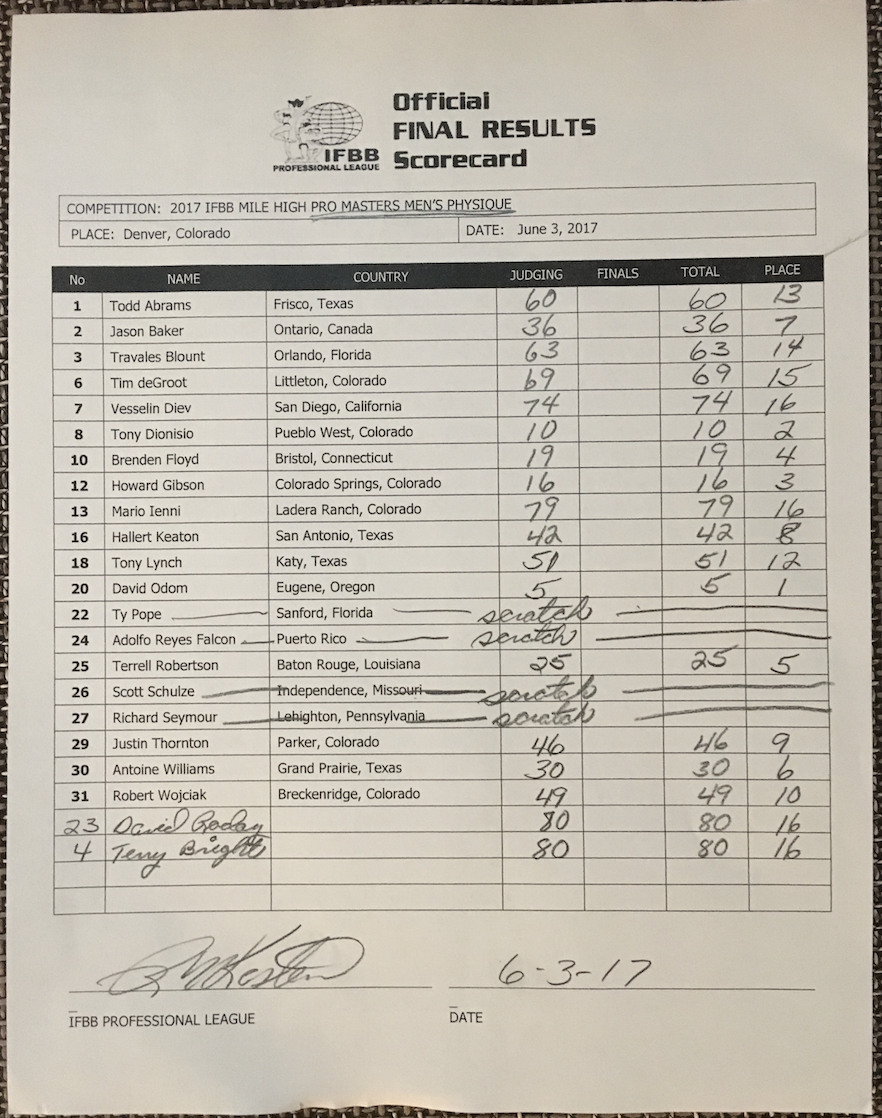 Official
FINAL RESULTS
IFBB Scorecard
PROFESSIONAL LEAGUE
COMPETITION: 2017 IFBB MILE HIGH PRO MASTERS MEN'S PHYSIQUE
PLACE: Denver, Colorado DATE: June 3, 2017
No NAME COUNTRY JUDGING FINALS TOTAL PLACE
1 Todd Abrams Frisco, Texas 60 60 13
2 Jason Baker Ontario, Canada 36 36 7
3 Travales Blount Orlando, Florida 63 63 14
6 Tim deGroot Littleton, Colorado 69 69 15
7 Vesselin Diev San Diego, California 74 74 16
8 Tony Dionisio Pueblo West, Colorado 10 10 2
10 Brenden Floyd Bristol, Connecticut 19 19 4
12 Howard Gibson Colorado Springs, Colorado 16 16 3
13 Mario Ienni Ladera Ranch, Colorado 79 79 16
16 Hallert Keaton San Antonio, Texas 42 42 8
18 Tony Lynch Katy, Texas 51 51 12
20 David Odom Eugene, Oregon 5 5 1
22 Ty Pope Sanford, Florida scratch
24 Adolfo Reyes Falcon Puerto Rico scratch
25 Terrell Robertson Baton Rouge, Louisiana 25 25 5
26 Scott Schulze Independence, Missouri scratch
27 Richard Seymour Lehighton, Pennsylvania scratch
29 Justin Thornton Parker, Colorado 46 46 9
30 Antoine Williams Grand Prairie, Texas 30 30 6
31 Robert Wojciak Breckenridge, Colorado 49 49 10
23 David 80 80 16
4 Terry Bright 80 80 16
6-3-17
IFBB PROFESSIONAL LEAGUE DATE